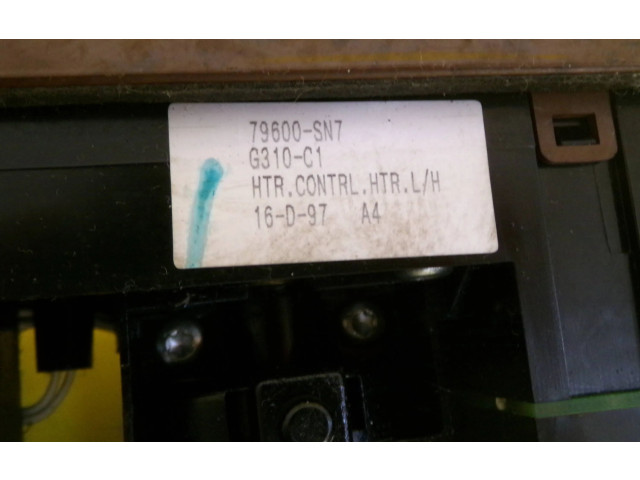 79600-SN7
G310-C1
HTR.CONTRL.HTR.L/H
16-D-97 A4